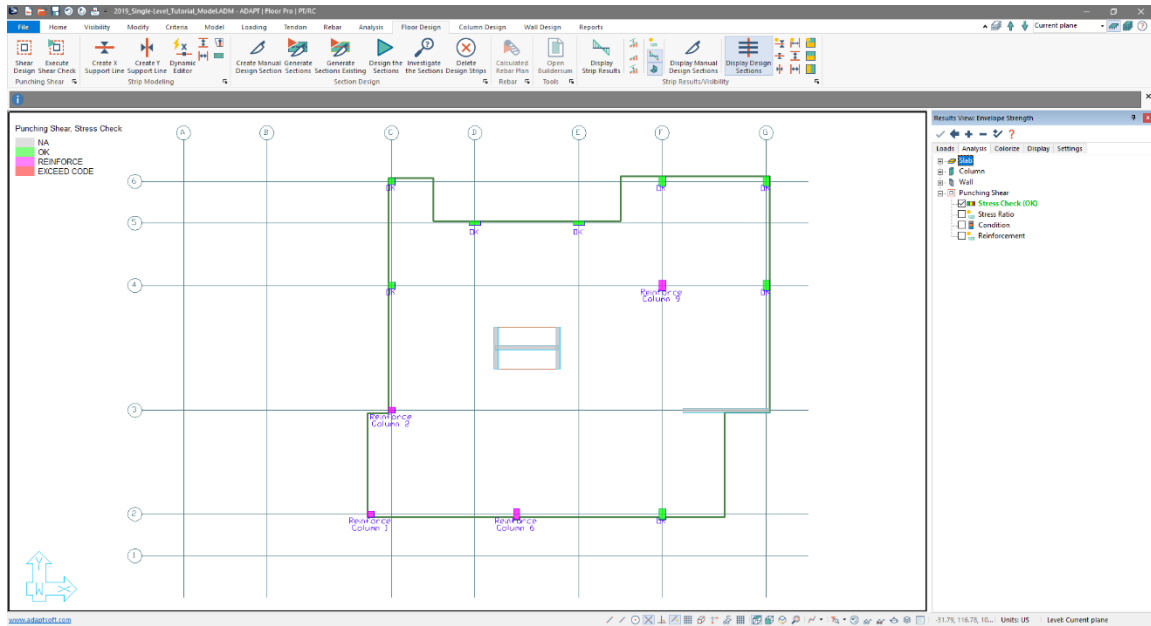 2019_Single-Level_Tutorial_Model.ADM - ADAPT | Floor Pro | PT/RC
File Home Visibility Modify Criteria Model Loading Tendon Rebar Analysis Floor Design Column Design Wall Design Reports
Current plane
Shear Design
Execute Shear Check
Create X Support Line
Create Y Support Line
Dynamic Editor
Create Manual Design Section
Generate Sections
Generate Sections Existing
Design the Sections
Investigate the Sections
Delete Design Strips
Calculated Rebar Plan
Open Buildersum
Display Strip Results
Display Manual Design Sections
Display Design Sections
Punching Shear
Strip Modeling
Section Design
Rebar
Tools
Strip Results/Visibility
Punching Shear, Stress Check
NA
OK
REINFORCE
EXCEED CODE
A B C D E F G
6
OK OK OK
5
OK OK
4
OK
Reinforce
Column 9
OK
3
Reinforce
Column 2
2
Reinforce
Column 1
Reinforce
Column 6
OK
1
Y
W X
Results View: Envelope Strength
Loads Analysis Colorize Display Settings
Slab
Column
Wall
Punching Shear
Stress Check (OK)
Stress Ratio
Condition
Reinforcement
www.adaptsoft.com
-31.79, 116.78, 10... Units: US Level: Current plane